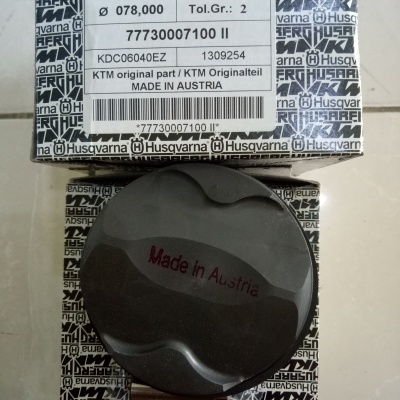 Ø 078,000 Tol.Gr.: 2
77730007100 II
KDC06040EZ 1309254
KTM original part / KTM Originalteil
MADE IN AUSTRIA
*77730007100 II*
Husqvarna Husqvarna Husqvarna
Made in Austria